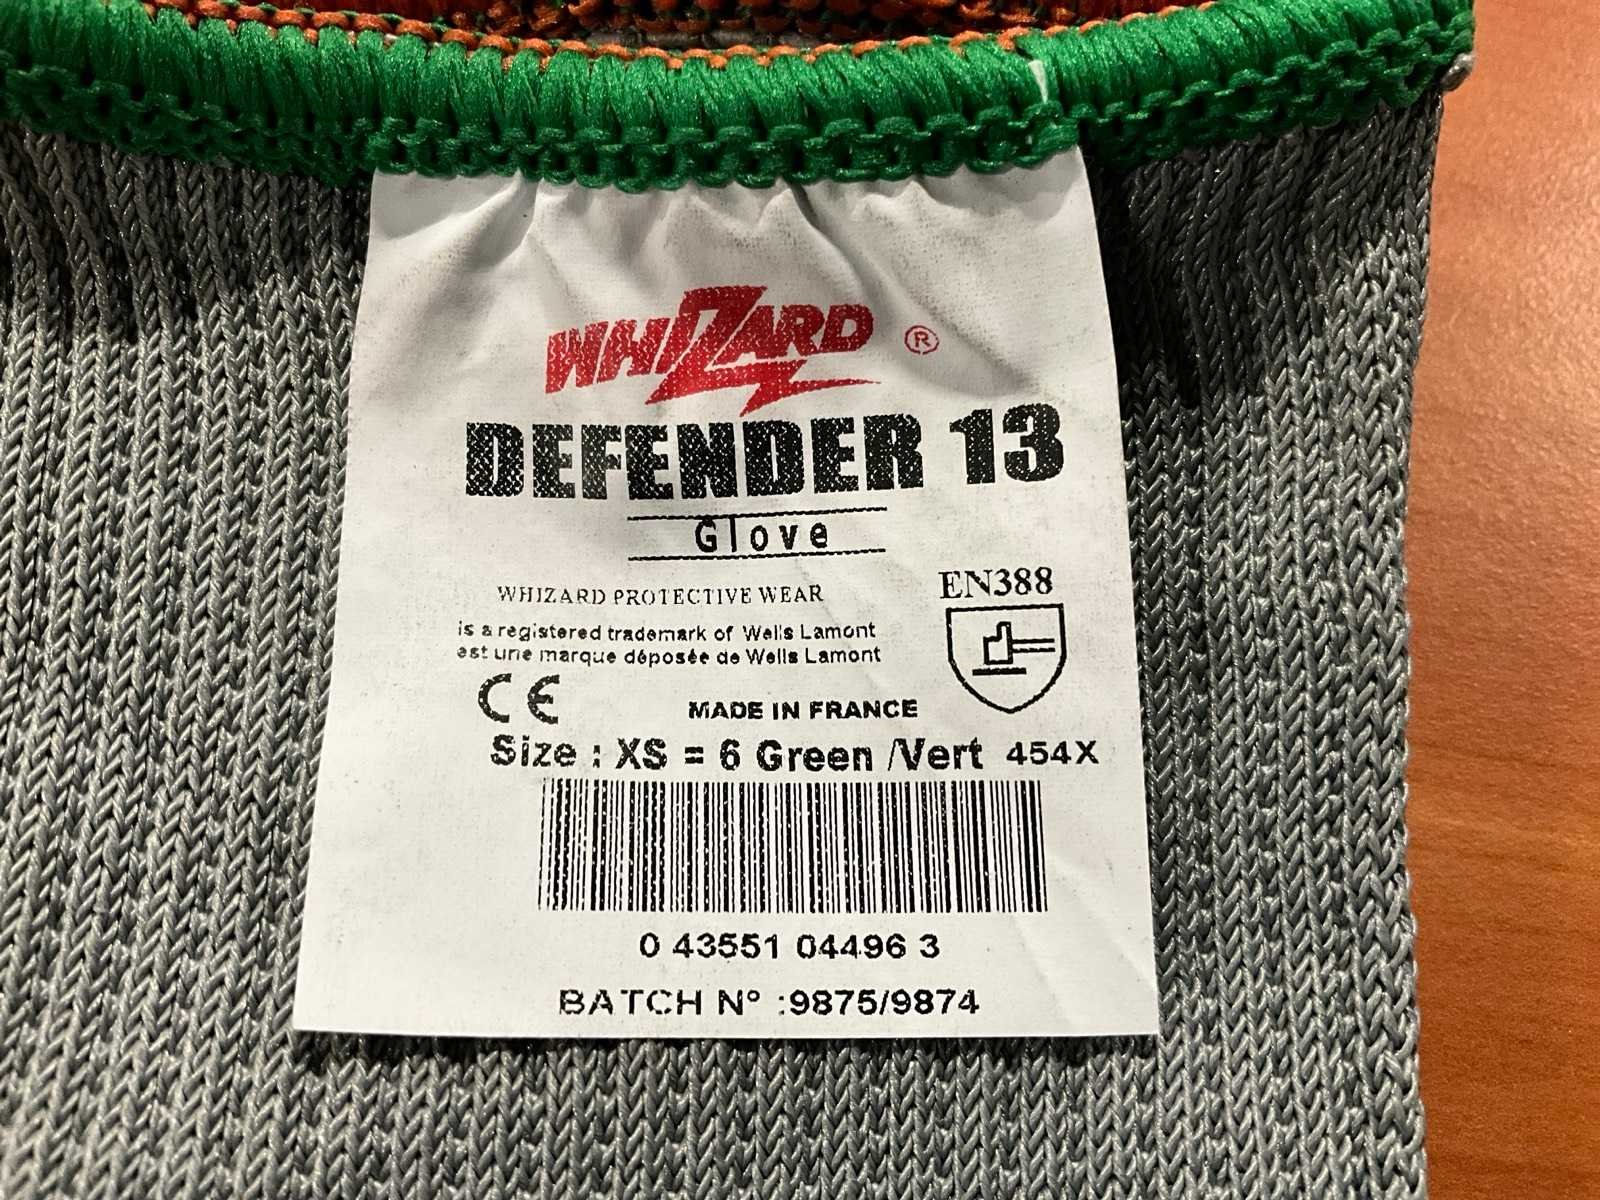 WHIZARD ®
DEFENDER 13
Glove
WHIZARD PROTECTIVE WEAR
is a registered trademark of Wells Lamont
est une marque déposée de Wells Lamont
EN388
CE
MADE IN FRANCE
Size : XS = 6 Green /Vert 454X
0 43551 04496 3
BATCH N° :9875/9874